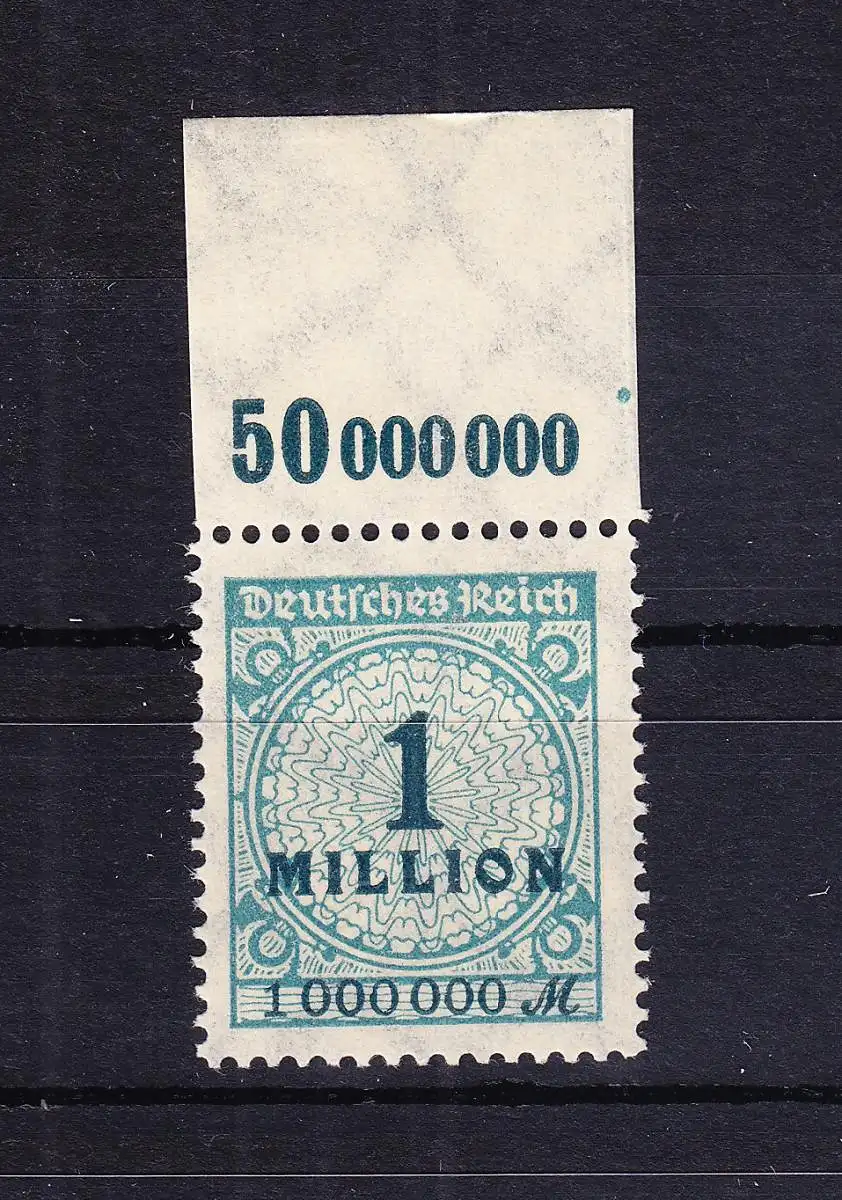 50000000
Deutsches Reich
1
MILLION
1000000 M